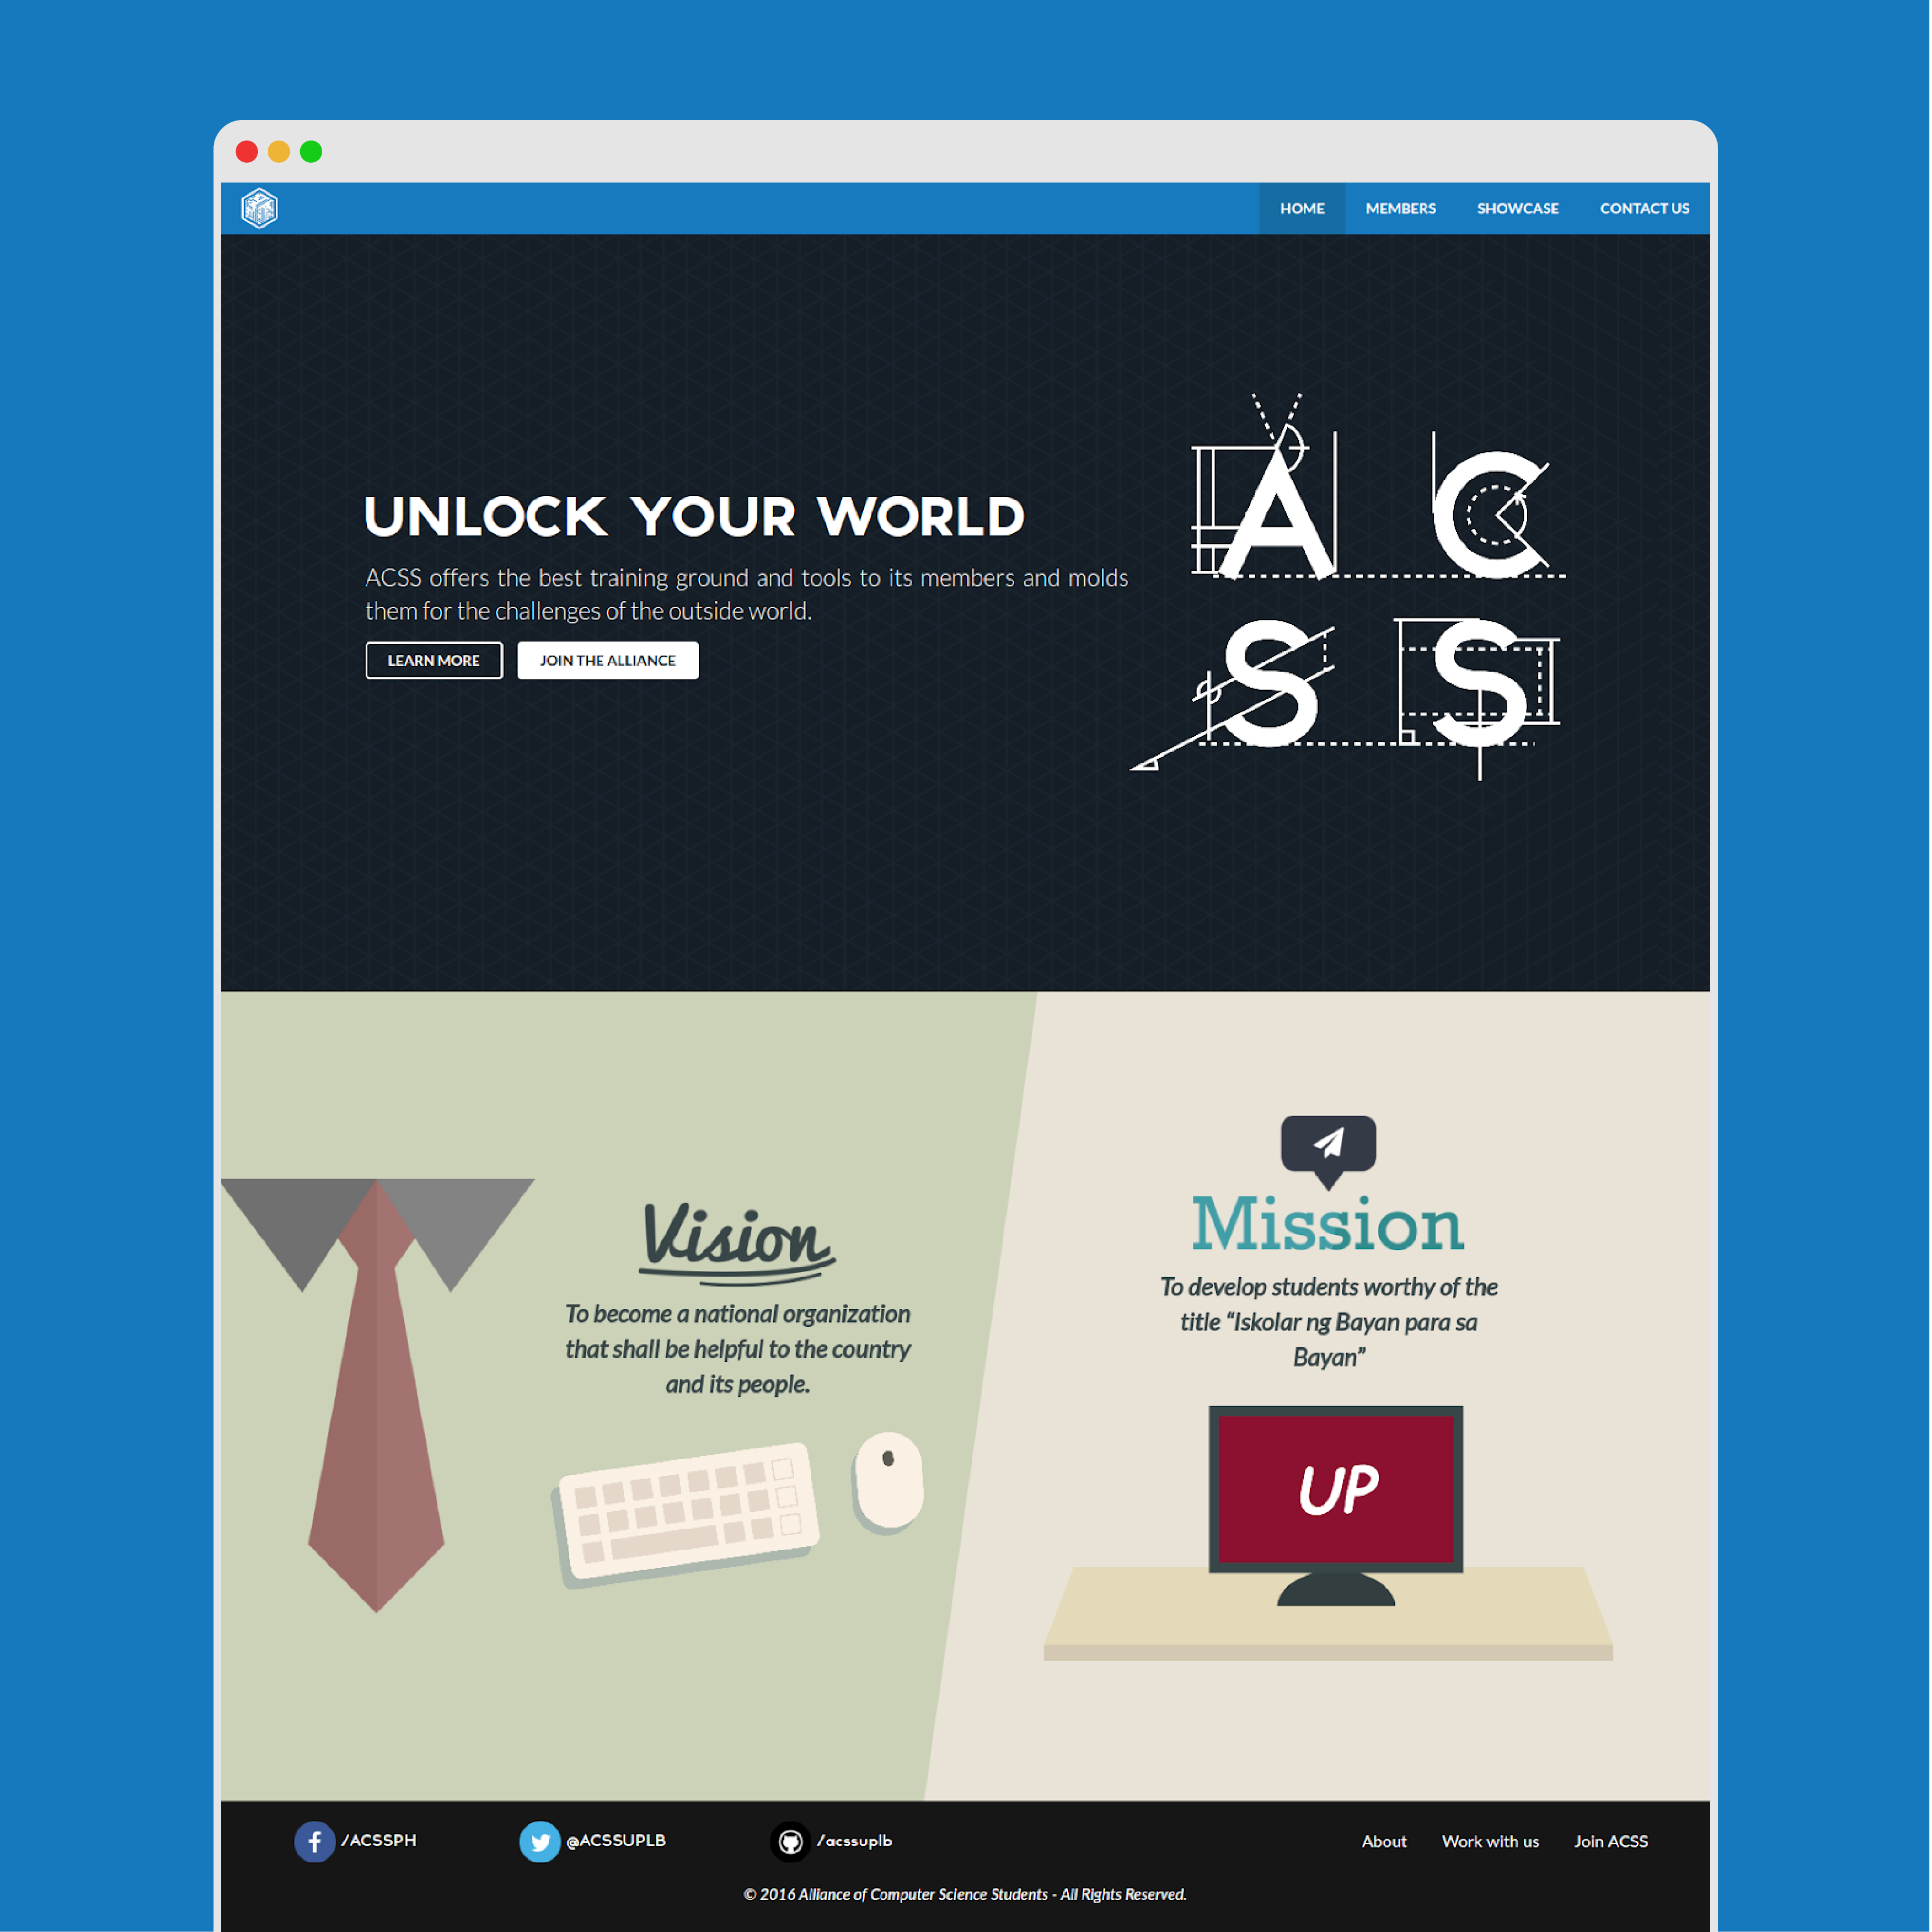 HOME MEMBERS SHOWCASE CONTACT US
UNLOCK YOUR WORLD
ACSS offers the best training ground and tools to its members and molds
them for the challenges of the outside world.
LEARN MORE JOIN THE ALLIANCE
A C
S S
Vision
To become a national organization
that shall be helpful to the country
and its people.
Mission
To develop students worthy of the
title “Iskolar ng Bayan para sa
Bayan”
UP
/ACSSPH @ACSSUPLB /acssuplb About Work with us Join ACSS
© 2016 Alliance of Computer Science Students - All Rights Reserved.